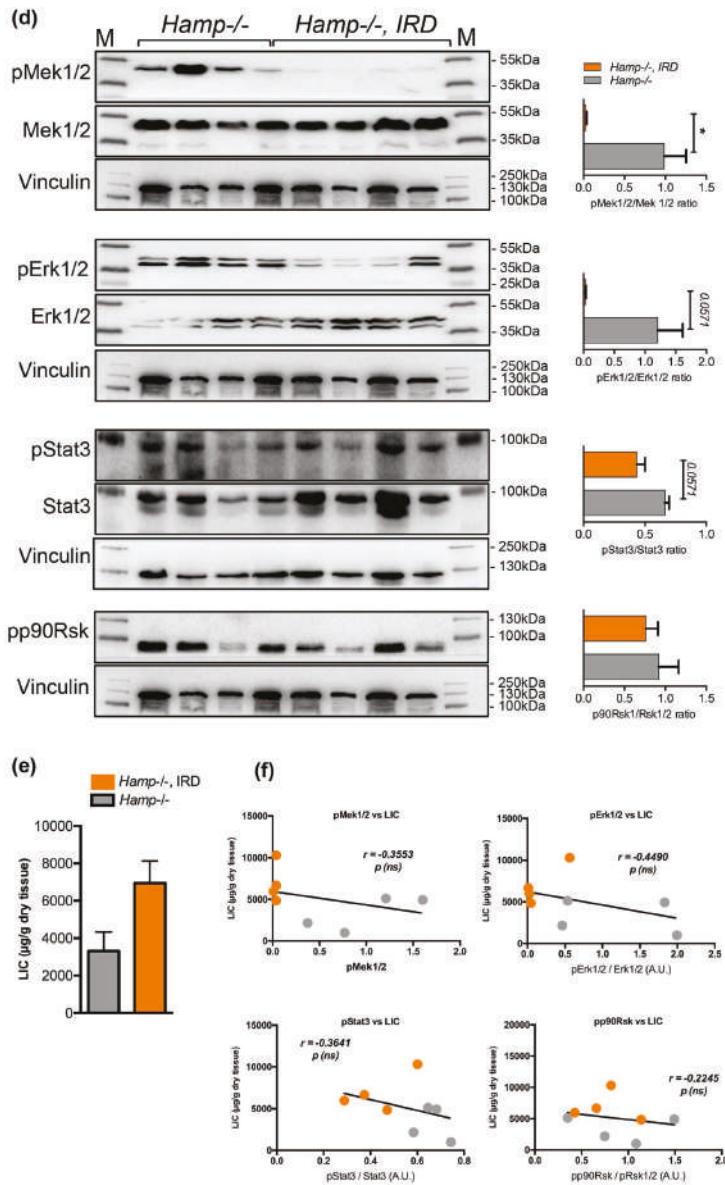 (d)
Hamp-/-
Hamp-/-, IRD
M
M
pMek1/2
- 55kDa
- 35kDa
Mek1/2
55kDa
35kDa
Vinculin
- 250kDa
- 130kDa
- 100kDa
Hamp-/-, IRD
Hamp-/-
*
0.0 0.5 1.0 1.5
pMek1/2/Mek 1/2 ratio
pErk1/2
55kDa
- 35kDa
- 25kDa
Erk1/2
55kDa
- 35kDa
Vinculin
- 250kDa
- 130kDa
- 100kDa
0.0571
0.0 0.5 1.0 1.5 2.0
pErk1/2/Erk1/2 ratio
pStat3
- 100kDa
Stat3
- 100kDa
Vinculin
- 250kDa
- 130kDa
0.0571
0.0 0.5 1.0
pStat3/Stat3 ratio
pp90Rsk
- 130kDa
- 100kDa
Vinculin
- 250kDa
- 130kDa
- 100kDa
0.0 0.5 1.0 1.5
p90Rsk1/Rsk1/2 ratio
(e)
Hamp-/-, IRD
Hamp-/-
10000
8000
6000
4000
2000
0
LIC (µg/g dry tissue)
(f)
pMek1/2 vs LIC
r = -0.3553
p (ns)
15000
10000
5000
0
LIC (µg/g dry tissue)
0.0 0.5 1.0 1.5 2.0
pMek1/2
pErk1/2 vs LIC
r = -0.4490
p (ns)
15000
10000
5000
0
LIC (µg/g dry tissue)
0.0 0.5 1.0 1.5 2.0 2.5
pErk1/2 / Erk1/2 (A.U.)
pStat3 vs LIC
r = -0.3641
p (ns)
15000
10000
5000
0
LIC (µg/g dry tissue)
0.0 0.2 0.4 0.6 0.8
pStat3 / Stat3 (A.U.)
pp90Rsk vs LIC
r = -0.2245
p (ns)
20000
15000
10000
5000
0
LIC (µg/g dry tissue)
0.0 0.5 1.0 1.5 2.0
pp90Rsk / pRsk1/2 (A.U.)